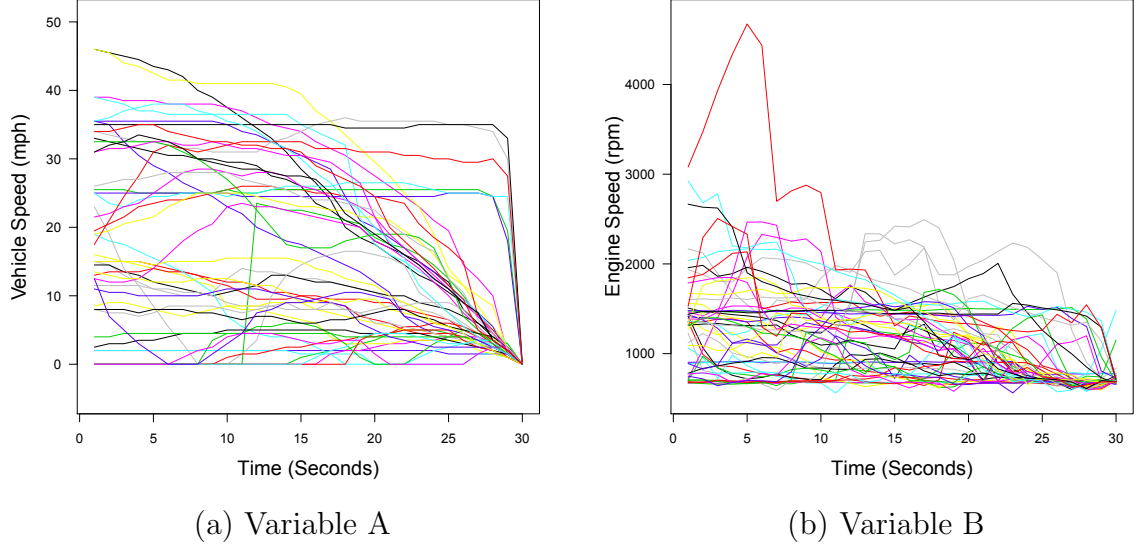 50
40
30
20
10
0
Vehicle Speed (mph)
0 5 10 15 20 25 30
Time (Seconds)
(a) Variable A
4000
3000
2000
1000
Engine Speed (rpm)
0 5 10 15 20 25 30
Time (Seconds)
(b) Variable B